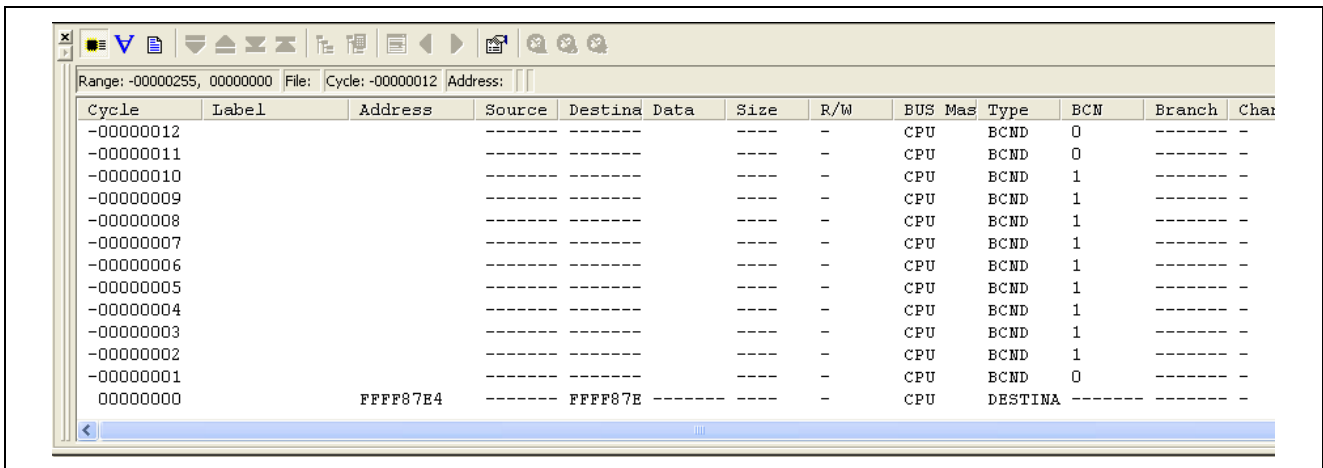 Range: -00000255, 00000000 File: Cycle: -00000012 Address:
Cycle Label Address Source Destina Data Size R/W BUS Mas Type BCN Branch Char
-00000012 ------- ------- ---- - CPU BCND 0 ------- -
-00000011 ------- ------- ---- - CPU BCND 0 ------- -
-00000010 ------- ------- ---- - CPU BCND 1 ------- -
-00000009 ------- ------- ---- - CPU BCND 1 ------- -
-00000008 ------- ------- ---- - CPU BCND 1 ------- -
-00000007 ------- ------- ---- - CPU BCND 1 ------- -
-00000006 ------- ------- ---- - CPU BCND 1 ------- -
-00000005 ------- ------- ---- - CPU BCND 1 ------- -
-00000004 ------- ------- ---- - CPU BCND 1 ------- -
-00000003 ------- ------- ---- - CPU BCND 1 ------- -
-00000002 ------- ------- ---- - CPU BCND 1 ------- -
-00000001 ------- ------- ---- - CPU BCND 0 ------- -
00000000 FFFF87E4 ------- FFFF87E ------- ---- - CPU DESTINA ------- ------- -